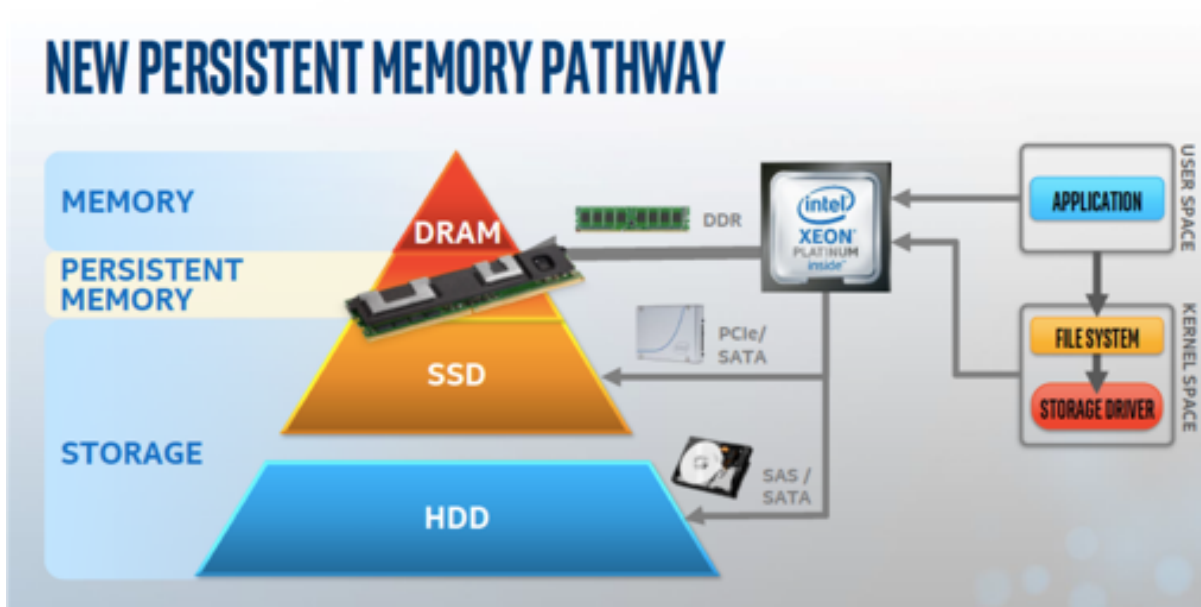 NEW PERSISTENT MEMORY PATHWAY
MEMORY
PERSISTENT
MEMORY
STORAGE
DRAM
SSD
HDD
DDR
PCIe/
SATA
SAS /
SATA
intel
XEON
PLATINUM
inside
APPLICATION
USER SPACE
FILE SYSTEM
STORAGE DRIVER
KERNEL SPACE